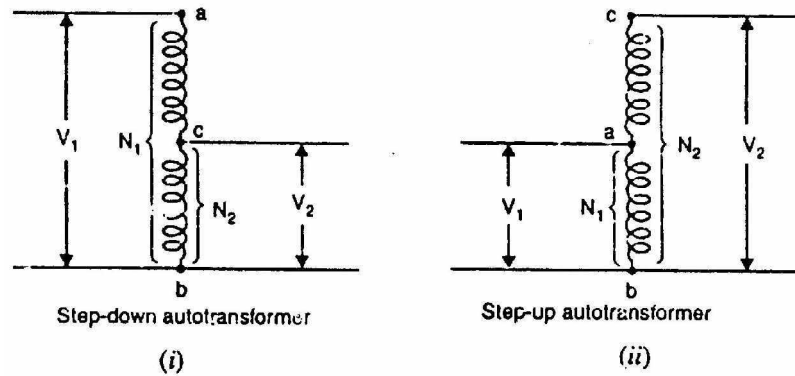 a
V₁
N₁
c
N₂
V₂
b
Step-down autotransformer
(i)
c
a
N₂
V₂
V₁
N₁
b
Step-up autotransformer
(ii)